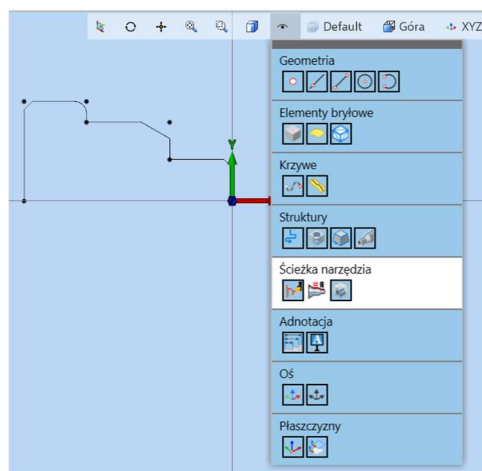 Default Góra XYZ
Geometria
Elementy bryłowe
Krzywe
Struktury
Ścieżka narzędzia
Adnotacja
Oś
Płaszczyzny
Y